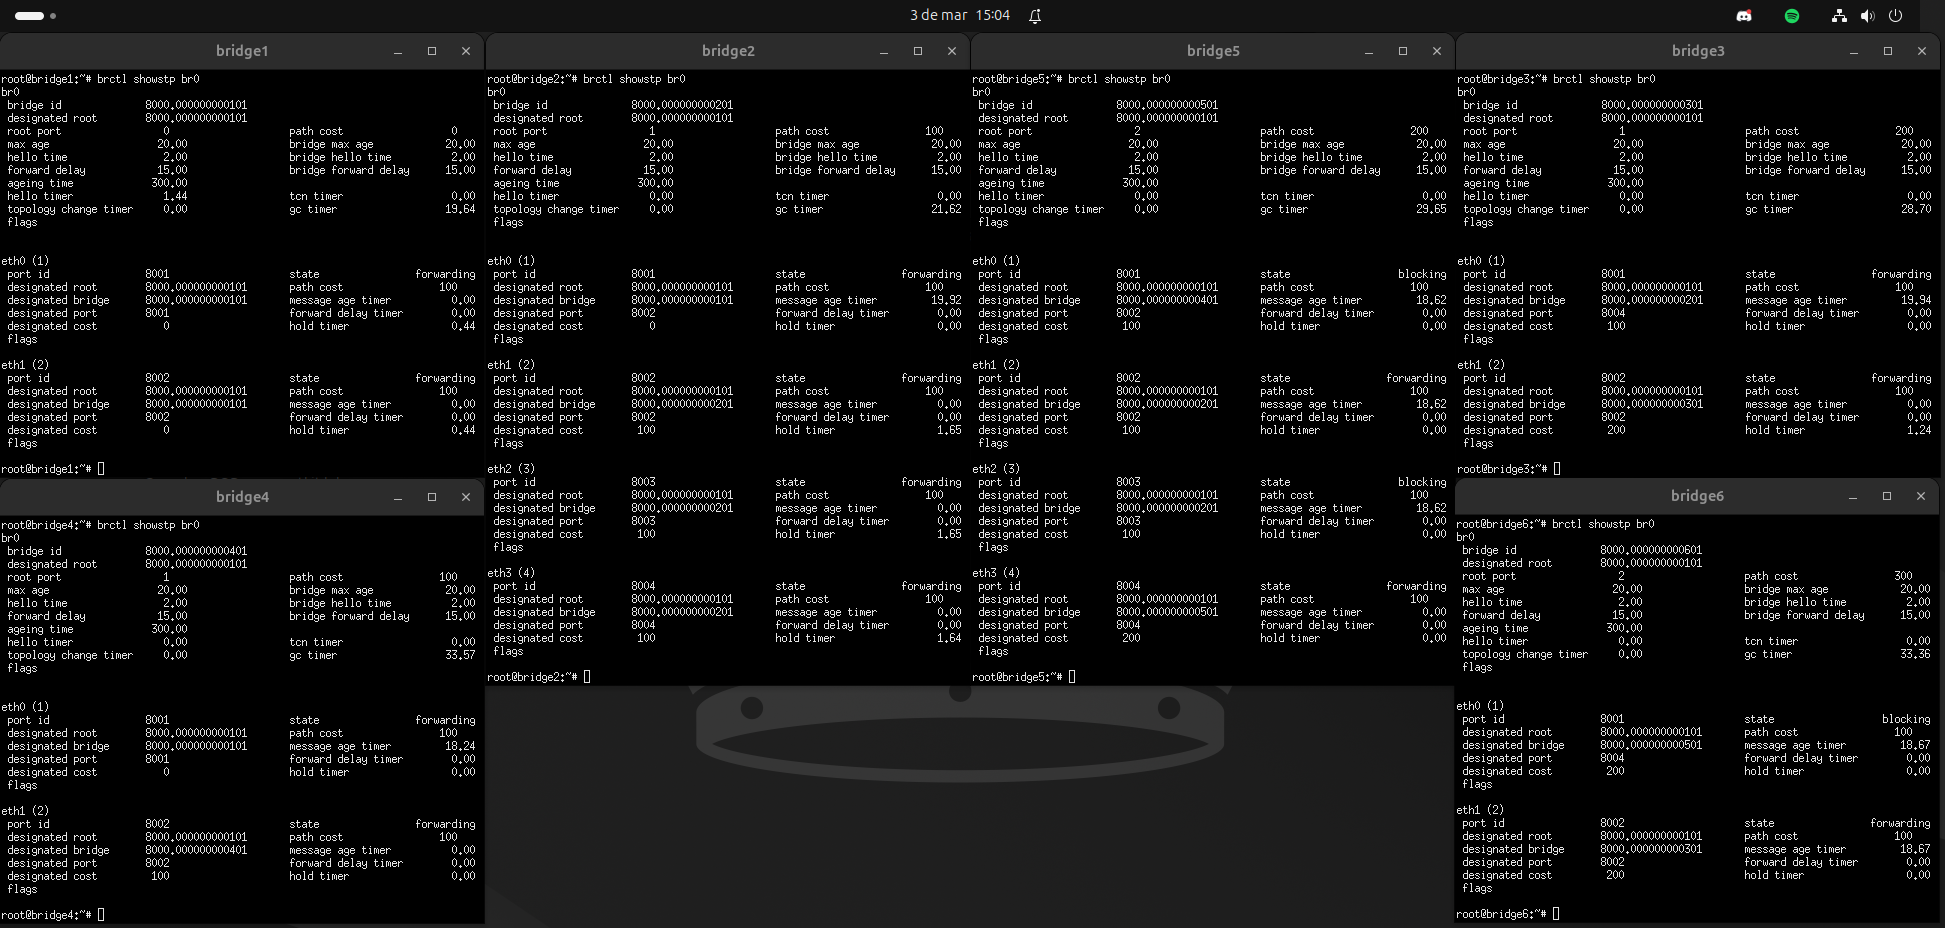 3 de mar 15:04
bridge1
root@bridge1:~# brctl showstp br0
br0
bridge id 8000.000000000101
designated root 8000.000000000101
root port 0 path cost 0
max age 20.00 bridge max age 20.00
hello time 2.00 bridge hello time 2.00
forward delay 15.00 bridge forward delay 15.00
ageing time 300.00
hello timer 1.44 tcn timer 0.00
topology change timer 0.00 gc timer 19.64
flags
eth0 (1)
port id 8001 state forwarding
designated root 8000.000000000101 path cost 100
designated bridge 8000.000000000101 message age timer 0.00
designated port 8001 forward delay timer 0.00
designated cost 0 hold timer 0.44
flags
eth1 (2)
port id 8002 state forwarding
designated root 8000.000000000101 path cost 100
designated bridge 8000.000000000101 message age timer 0.00
designated port 8002 forward delay timer 0.00
designated cost 0 hold timer 0.44
flags
root@bridge1:~#
bridge2
root@bridge2:~# brctl showstp br0
br0
bridge id 8000.000000000201
designated root 8000.000000000101
root port 1 path cost 100
max age 20.00 bridge max age 20.00
hello time 2.00 bridge hello time 2.00
forward delay 15.00 bridge forward delay 15.00
ageing time 300.00
hello timer 0.00 tcn timer 0.00
topology change timer 0.00 gc timer 21.62
flags
eth0 (1)
port id 8001 state forwarding
designated root 8000.000000000101 path cost 100
designated bridge 8000.000000000101 message age timer 19.92
designated port 8002 forward delay timer 0.00
designated cost 0 hold timer 0.00
flags
eth1 (2)
port id 8002 state forwarding
designated root 8000.000000000101 path cost 100
designated bridge 8000.000000000201 message age timer 0.00
designated port 8002 forward delay timer 0.00
designated cost 100 hold timer 1.65
flags
eth2 (3)
port id 8003 state forwarding
designated root 8000.000000000101 path cost 100
designated bridge 8000.000000000201 message age timer 0.00
designated port 8003 forward delay timer 0.00
designated cost 100 hold timer 1.65
flags
eth3 (4)
port id 8004 state forwarding
designated root 8000.000000000101 path cost 100
designated bridge 8000.000000000201 message age timer 0.00
designated port 8004 forward delay timer 0.00
designated cost 100 hold timer 1.64
flags
root@bridge2:~#
bridge5
root@bridge5:~# brctl showstp br0
br0
bridge id 8000.000000000501
designated root 8000.000000000101
root port 2 path cost 200
max age 20.00 bridge max age 20.00
hello time 2.00 bridge hello time 2.00
forward delay 15.00 bridge forward delay 15.00
ageing time 300.00
hello timer 0.00 tcn timer 0.00
topology change timer 0.00 gc timer 29.65
flags
eth0 (1)
port id 8001 state blocking
designated root 8000.000000000101 path cost 100
designated bridge 8000.000000000401 message age timer 18.62
designated port 8002 forward delay timer 0.00
designated cost 100 hold timer 0.00
flags
eth1 (2)
port id 8002 state forwarding
designated root 8000.000000000101 path cost 100
designated bridge 8000.000000000201 message age timer 18.62
designated port 8002 forward delay timer 0.00
designated cost 100 hold timer 0.00
flags
eth2 (3)
port id 8003 state blocking
designated root 8000.000000000101 path cost 100
designated bridge 8000.000000000201 message age timer 18.62
designated port 8003 forward delay timer 0.00
designated cost 100 hold timer 0.00
flags
eth3 (4)
port id 8004 state forwarding
designated root 8000.000000000101 path cost 100
designated bridge 8000.000000000501 message age timer 0.00
designated port 8004 forward delay timer 0.00
designated cost 200 hold timer 0.00
flags
root@bridge5:~#
bridge3
root@bridge3:~# brctl showstp br0
br0
bridge id 8000.000000000301
designated root 8000.000000000101
root port 1 path cost 200
max age 20.00 bridge max age 20.00
hello time 2.00 bridge hello time 2.00
forward delay 15.00 bridge forward delay 15.00
ageing time 300.00
hello timer 0.00 tcn timer 0.00
topology change timer 0.00 gc timer 28.70
flags
eth0 (1)
port id 8001 state forwarding
designated root 8000.000000000101 path cost 100
designated bridge 8000.000000000201 message age timer 19.94
designated port 8004 forward delay timer 0.00
designated cost 100 hold timer 0.00
flags
eth1 (2)
port id 8002 state forwarding
designated root 8000.000000000101 path cost 100
designated bridge 8000.000000000301 message age timer 0.00
designated port 8002 forward delay timer 0.00
designated cost 200 hold timer 1.24
flags
root@bridge3:~#
bridge4
root@bridge4:~# brctl showstp br0
br0
bridge id 8000.000000000401
designated root 8000.000000000101
root port 1 path cost 100
max age 20.00 bridge max age 20.00
hello time 2.00 bridge hello time 2.00
forward delay 15.00 bridge forward delay 15.00
ageing time 300.00
hello timer 0.00 tcn timer 0.00
topology change timer 0.00 gc timer 33.57
flags
eth0 (1)
port id 8001 state forwarding
designated root 8000.000000000101 path cost 100
designated bridge 8000.000000000101 message age timer 18.24
designated port 8001 forward delay timer 0.00
designated cost 0 hold timer 0.00
flags
eth1 (2)
port id 8002 state forwarding
designated root 8000.000000000101 path cost 100
designated bridge 8000.000000000401 message age timer 0.00
designated port 8002 forward delay timer 0.00
designated cost 100 hold timer 0.00
flags
root@bridge4:~#
bridge6
root@bridge6:~# brctl showstp br0
br0
bridge id 8000.000000000601
designated root 8000.000000000101
root port 2 path cost 300
max age 20.00 bridge max age 20.00
hello time 2.00 bridge hello time 2.00
forward delay 15.00 bridge forward delay 15.00
ageing time 300.00
hello timer 0.00 tcn timer 0.00
topology change timer 0.00 gc timer 33.36
flags
eth0 (1)
port id 8001 state blocking
designated root 8000.000000000101 path cost 100
designated bridge 8000.000000000501 message age timer 18.67
designated port 8004 forward delay timer 0.00
designated cost 200 hold timer 0.00
flags
eth1 (2)
port id 8002 state forwarding
designated root 8000.000000000101 path cost 100
designated bridge 8000.000000000301 message age timer 18.67
designated port 8002 forward delay timer 0.00
designated cost 200 hold timer 0.00
flags
root@bridge6:~#